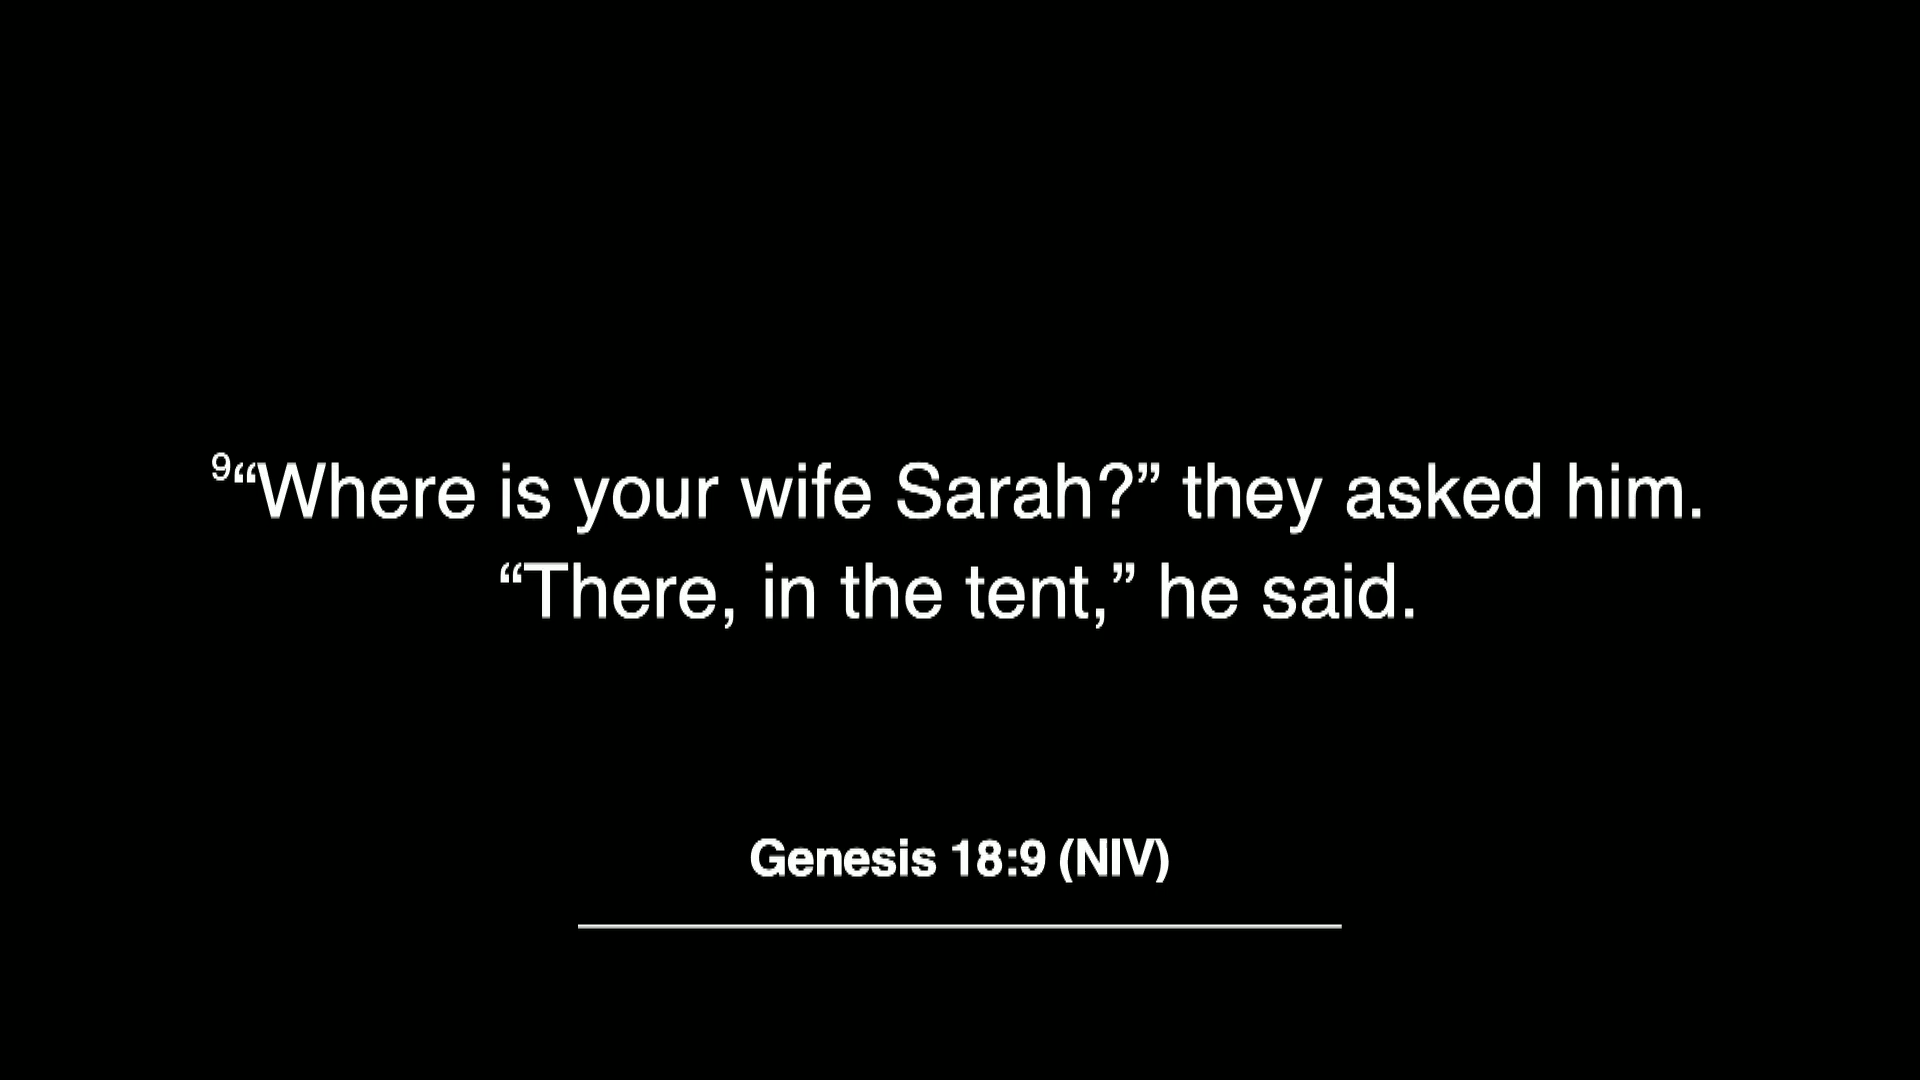 ⁹“Where is your wife Sarah?” they asked him.
“There, in the tent,” he said.
Genesis 18:9 (NIV)